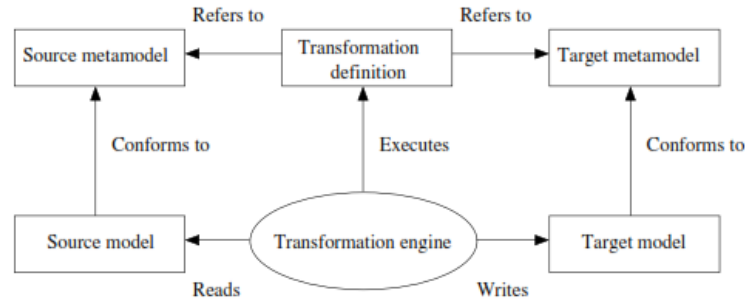 Refers to
Refers to
Source metamodel
Transformation
definition
Target metamodel
Conforms to
Executes
Conforms to
Source model
Transformation engine
Target model
Reads
Writes